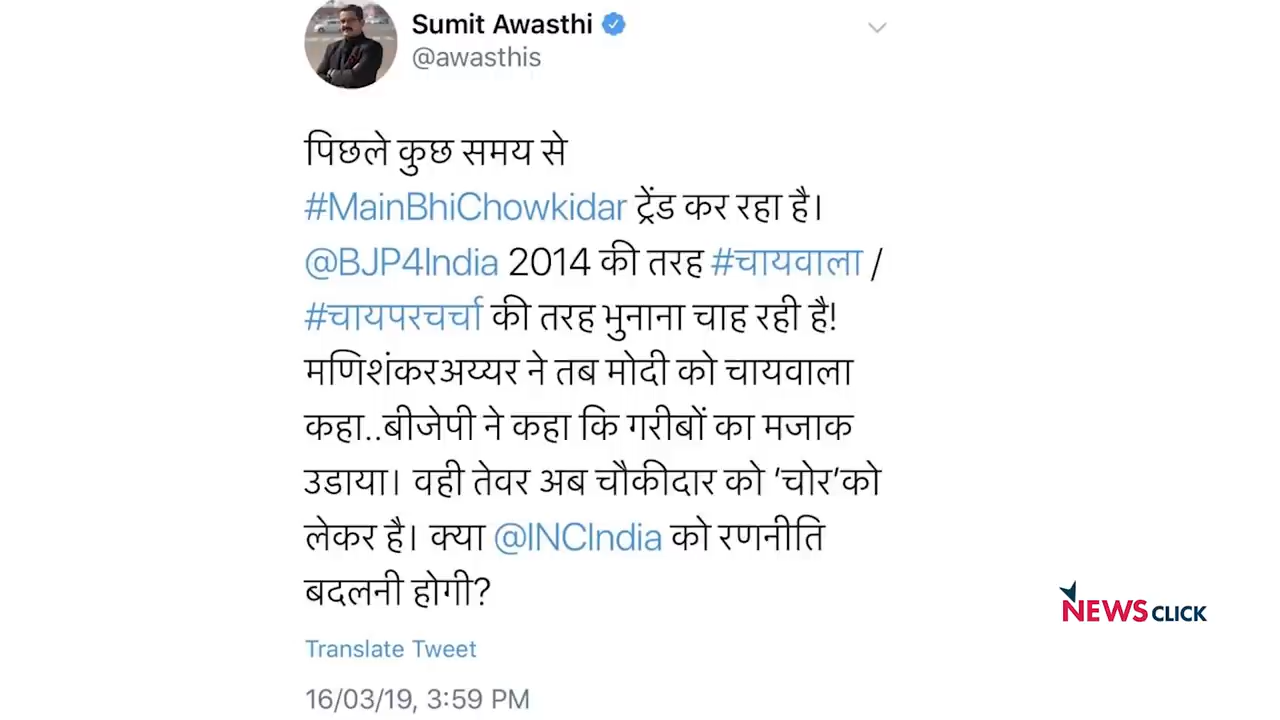 Sumit Awasthi
@awasthis
पिछले कुछ समय से
#MainBhiChowkidar ट्रेंड कर रहा है।
@BJP4India 2014 की तरह #चायवाला /
#चायपरचर्चा की तरह भुनाना चाह रही है!
मणिशंकरअय्यर ने तब मोदी को चायवाला
कहा..बीजेपी ने कहा कि गरीबों का मजाक
उडाया। वही तेवर अब चौकीदार को ‘चोर’को
लेकर है। क्या @INCIndia को रणनीति
बदलनी होगी?
Translate Tweet
16/03/19, 3:59 PM
NEWSCLICK